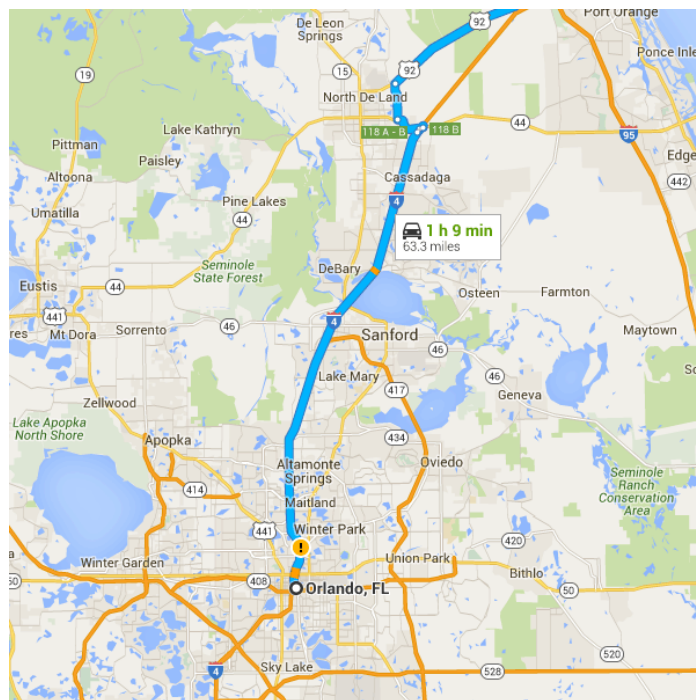 92
Port Orange
De Leon
Springs
19
15
92
Ponce Inle
North De Land
118 A - B
118 B
44
95
Lake Kathryn
Pittman
Paisley
Edge
Altoona
Cassadaga
442
4
Pine Lakes
Umatilla
44
1 h 9 min
63.3 miles
Seminole
State Forest
DeBary
Eustis
44
Osteen
Farmton
441
4
46
Sorrento
Sanford
Maytown
res
Mt Dora
46
46
So
Lake Mary
417
Geneva
Zellwood
Lake Apopka
North Shore
Apopka
434
Altamonte
Springs
Oviedo
Seminole
Ranch
Conservation
Area
414
Maitland
441
Winter Park
420
a
Winter Garden
Union Park
Bithlo
50
408
Orlando, FL
50
520
4
Sky Lake
528